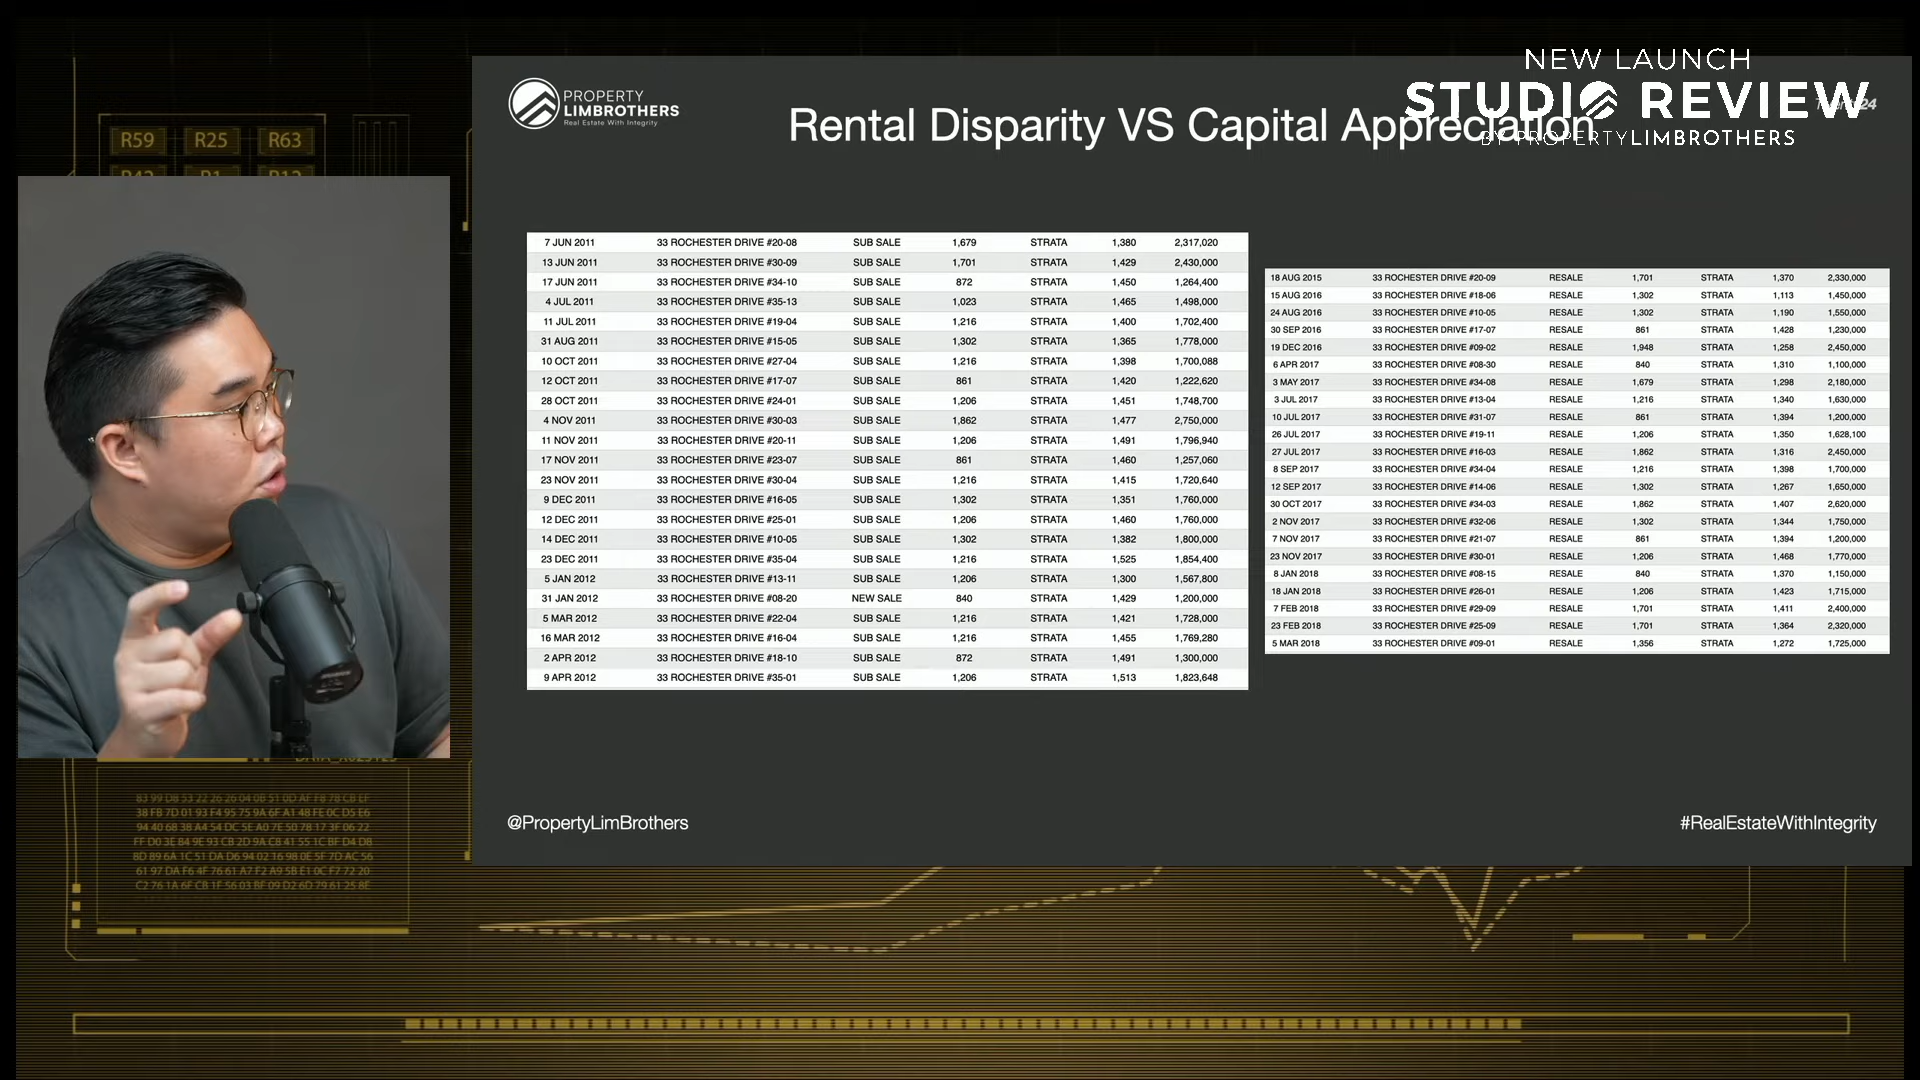 NEW LAUNCH
STUDIO REVIEW
BY PROPERTYLIMBROTHERS
PROPERTY
LIMBROTHERS
Real Estate With Integrity
Rental Disparity VS Capital Appreciation
R59 R25 R63
7 JUN 2011 33 ROCHESTER DRIVE #20-08 SUB SALE 1,679 STRATA 1,380 2,317,020
13 JUN 2011 33 ROCHESTER DRIVE #30-09 SUB SALE 1,701 STRATA 1,429 2,430,000
17 JUN 2011 33 ROCHESTER DRIVE #34-10 SUB SALE 872 STRATA 1,450 1,264,400
4 JUL 2011 33 ROCHESTER DRIVE #35-13 SUB SALE 1,023 STRATA 1,465 1,498,000
11 JUL 2011 33 ROCHESTER DRIVE #19-04 SUB SALE 1,216 STRATA 1,400 1,702,400
31 AUG 2011 33 ROCHESTER DRIVE #15-05 SUB SALE 1,302 STRATA 1,365 1,778,000
10 OCT 2011 33 ROCHESTER DRIVE #27-04 SUB SALE 1,216 STRATA 1,398 1,700,088
12 OCT 2011 33 ROCHESTER DRIVE #17-07 SUB SALE 861 STRATA 1,420 1,222,620
28 OCT 2011 33 ROCHESTER DRIVE #24-01 SUB SALE 1,206 STRATA 1,451 1,748,700
4 NOV 2011 33 ROCHESTER DRIVE #30-03 SUB SALE 1,862 STRATA 1,477 2,750,000
11 NOV 2011 33 ROCHESTER DRIVE #20-11 SUB SALE 1,206 STRATA 1,491 1,796,940
17 NOV 2011 33 ROCHESTER DRIVE #23-07 SUB SALE 861 STRATA 1,460 1,257,060
23 NOV 2011 33 ROCHESTER DRIVE #30-04 SUB SALE 1,216 STRATA 1,415 1,720,640
9 DEC 2011 33 ROCHESTER DRIVE #16-05 SUB SALE 1,302 STRATA 1,351 1,760,000
12 DEC 2011 33 ROCHESTER DRIVE #25-01 SUB SALE 1,206 STRATA 1,460 1,760,000
14 DEC 2011 33 ROCHESTER DRIVE #10-05 SUB SALE 1,302 STRATA 1,382 1,800,000
23 DEC 2011 33 ROCHESTER DRIVE #35-04 SUB SALE 1,216 STRATA 1,525 1,854,400
5 JAN 2012 33 ROCHESTER DRIVE #13-11 SUB SALE 1,206 STRATA 1,300 1,567,800
31 JAN 2012 33 ROCHESTER DRIVE #08-20 NEW SALE 840 STRATA 1,429 1,200,000
5 MAR 2012 33 ROCHESTER DRIVE #22-04 SUB SALE 1,216 STRATA 1,421 1,728,000
16 MAR 2012 33 ROCHESTER DRIVE #16-04 SUB SALE 1,216 STRATA 1,455 1,769,280
2 APR 2012 33 ROCHESTER DRIVE #18-10 SUB SALE 872 STRATA 1,491 1,300,000
9 APR 2012 33 ROCHESTER DRIVE #35-01 SUB SALE 1,206 STRATA 1,513 1,823,648
18 AUG 2015 33 ROCHESTER DRIVE #20-09 RESALE 1,701 STRATA 1,370 2,330,000
15 AUG 2016 33 ROCHESTER DRIVE #18-06 RESALE 1,302 STRATA 1,113 1,450,000
24 AUG 2016 33 ROCHESTER DRIVE #10-05 RESALE 1,302 STRATA 1,190 1,550,000
30 SEP 2016 33 ROCHESTER DRIVE #17-07 RESALE 861 STRATA 1,428 1,230,000
19 DEC 2016 33 ROCHESTER DRIVE #09-02 RESALE 1,948 STRATA 1,258 2,450,000
6 APR 2017 33 ROCHESTER DRIVE #08-30 RESALE 840 STRATA 1,310 1,100,000
3 MAY 2017 33 ROCHESTER DRIVE #34-08 RESALE 1,679 STRATA 1,298 2,180,000
3 JUL 2017 33 ROCHESTER DRIVE #13-04 RESALE 1,216 STRATA 1,340 1,630,000
10 JUL 2017 33 ROCHESTER DRIVE #31-07 RESALE 861 STRATA 1,394 1,200,000
26 JUL 2017 33 ROCHESTER DRIVE #19-11 RESALE 1,206 STRATA 1,350 1,628,100
27 JUL 2017 33 ROCHESTER DRIVE #16-03 RESALE 1,862 STRATA 1,316 2,450,000
8 SEP 2017 33 ROCHESTER DRIVE #34-04 RESALE 1,216 STRATA 1,398 1,700,000
12 SEP 2017 33 ROCHESTER DRIVE #14-06 RESALE 1,302 STRATA 1,267 1,650,000
30 OCT 2017 33 ROCHESTER DRIVE #34-03 RESALE 1,862 STRATA 1,407 2,620,000
2 NOV 2017 33 ROCHESTER DRIVE #32-06 RESALE 1,302 STRATA 1,344 1,750,000
7 NOV 2017 33 ROCHESTER DRIVE #21-07 RESALE 861 STRATA 1,394 1,200,000
23 NOV 2017 33 ROCHESTER DRIVE #30-01 RESALE 1,206 STRATA 1,468 1,770,000
8 JAN 2018 33 ROCHESTER DRIVE #08-15 RESALE 840 STRATA 1,370 1,150,000
18 JAN 2018 33 ROCHESTER DRIVE #26-01 RESALE 1,206 STRATA 1,423 1,715,000
7 FEB 2018 33 ROCHESTER DRIVE #29-09 RESALE 1,701 STRATA 1,411 2,400,000
23 FEB 2018 33 ROCHESTER DRIVE #25-09 RESALE 1,701 STRATA 1,364 2,320,000
5 MAR 2018 33 ROCHESTER DRIVE #09-01 RESALE 1,356 STRATA 1,272 1,725,000
@PropertyLimBrothers
#RealEstateWithIntegrity